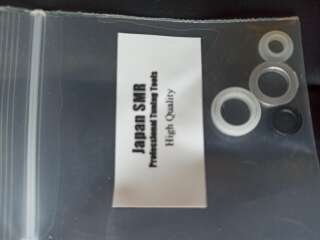 Japan SMR
Professional Tuning Tools
High Quality